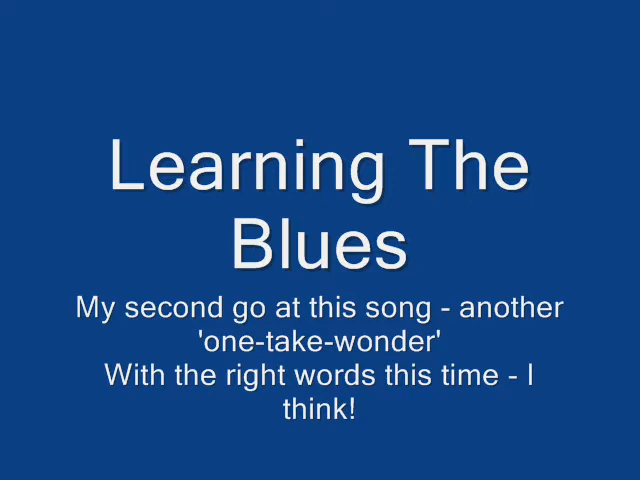 Learning The
Blues
My second go at this song - another
'one-take-wonder'
With the right words this time - I
think!